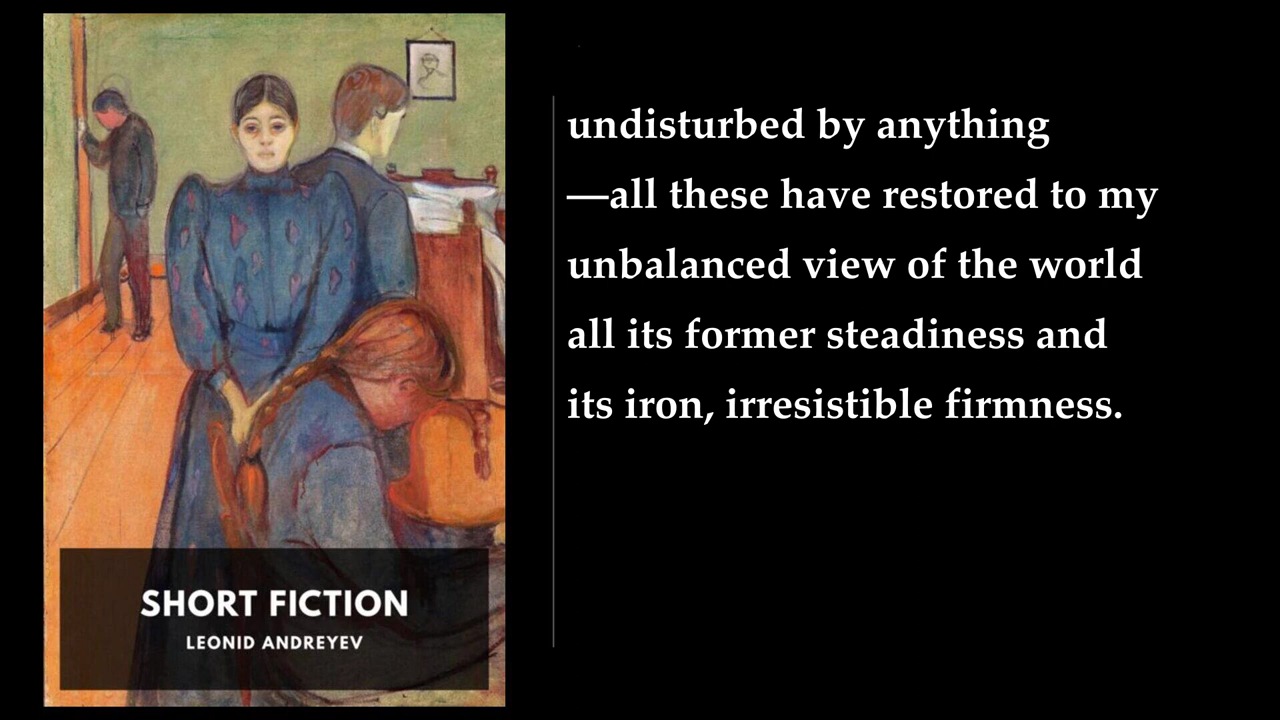 SHORT FICTION
LEONID ANDREYEV
undisturbed by anything
—all these have restored to my
unbalanced view of the world
all its former steadiness and
its iron, irresistible firmness.